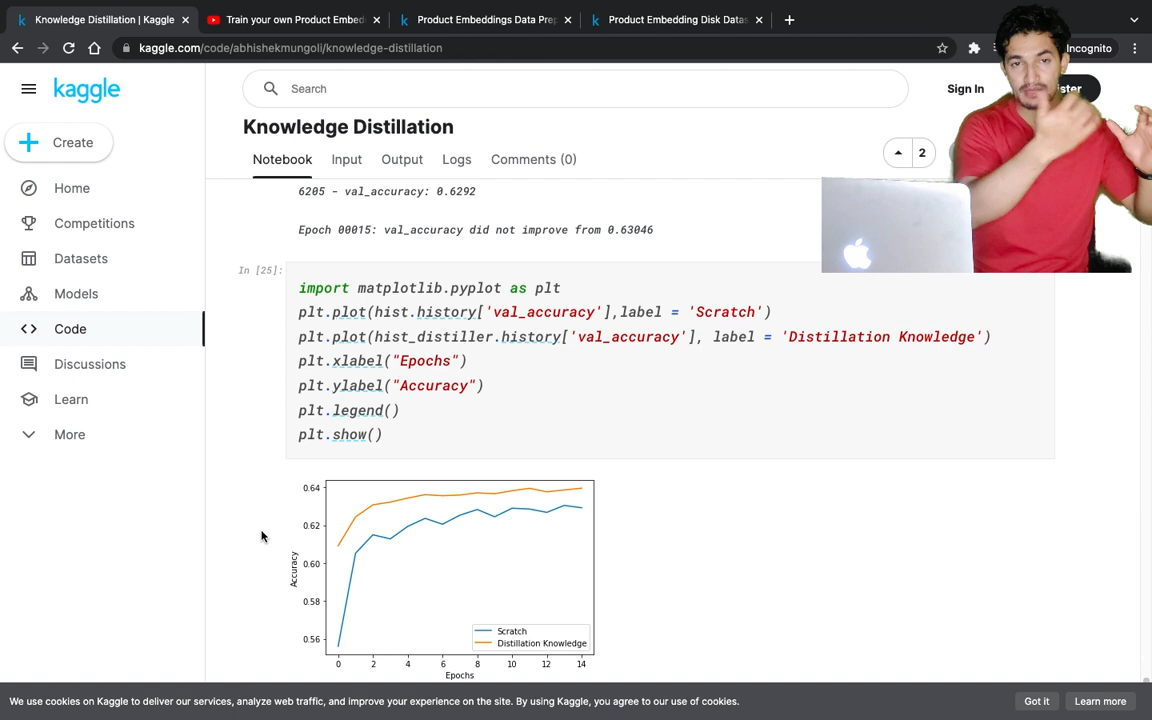 Knowledge Distillation | Kaggle
Train your own Product Embed
Product Embeddings Data Prep
Product Embedding Disk Datas
kaggle.com/code/abhishekmungoli/knowledge-distillation
Incognito
kaggle
Search
Sign In
Create
Knowledge Distillation
Notebook
Input
Output
Logs
Comments (0)
2
Home
Competitions
Datasets
Models
Code
Discussions
Learn
More
6205 - val_accuracy: 0.6292
Epoch 00015: val_accuracy did not improve from 0.63046
In [25]:
import matplotlib.pyplot as plt
plt.plot(hist.history['val_accuracy'],label = 'Scratch')
plt.plot(hist_distiller.history['val_accuracy'], label = 'Distillation Knowledge')
plt.xlabel("Epochs")
plt.ylabel("Accuracy")
plt.legend()
plt.show()
0.64
0.62
0.60
0.58
0.56
Accuracy
Scratch
Distillation Knowledge
0 2 4 6 8 10 12 14
Epochs
We use cookies on Kaggle to deliver our services, analyze web traffic, and improve your experience on the site. By using Kaggle, you agree to our use of cookies.
Got it
Learn more